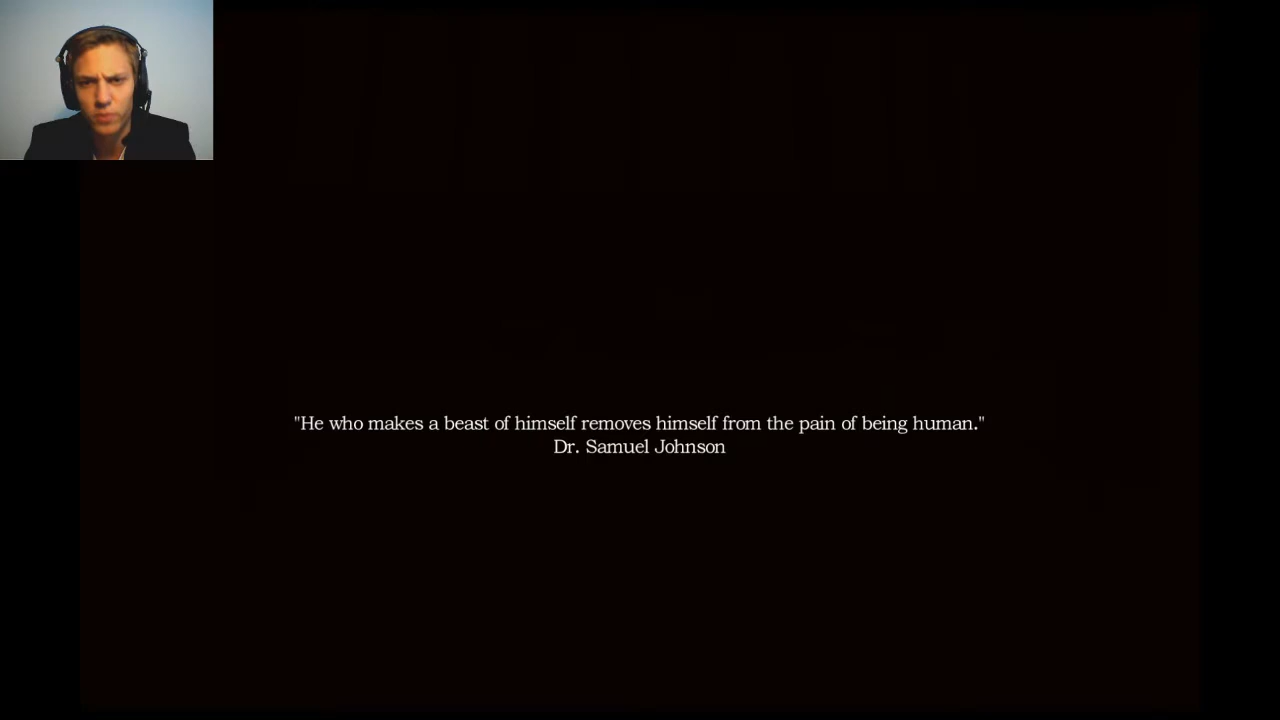 "He who makes a beast of himself removes himself from the pain of being human."
Dr. Samuel Johnson